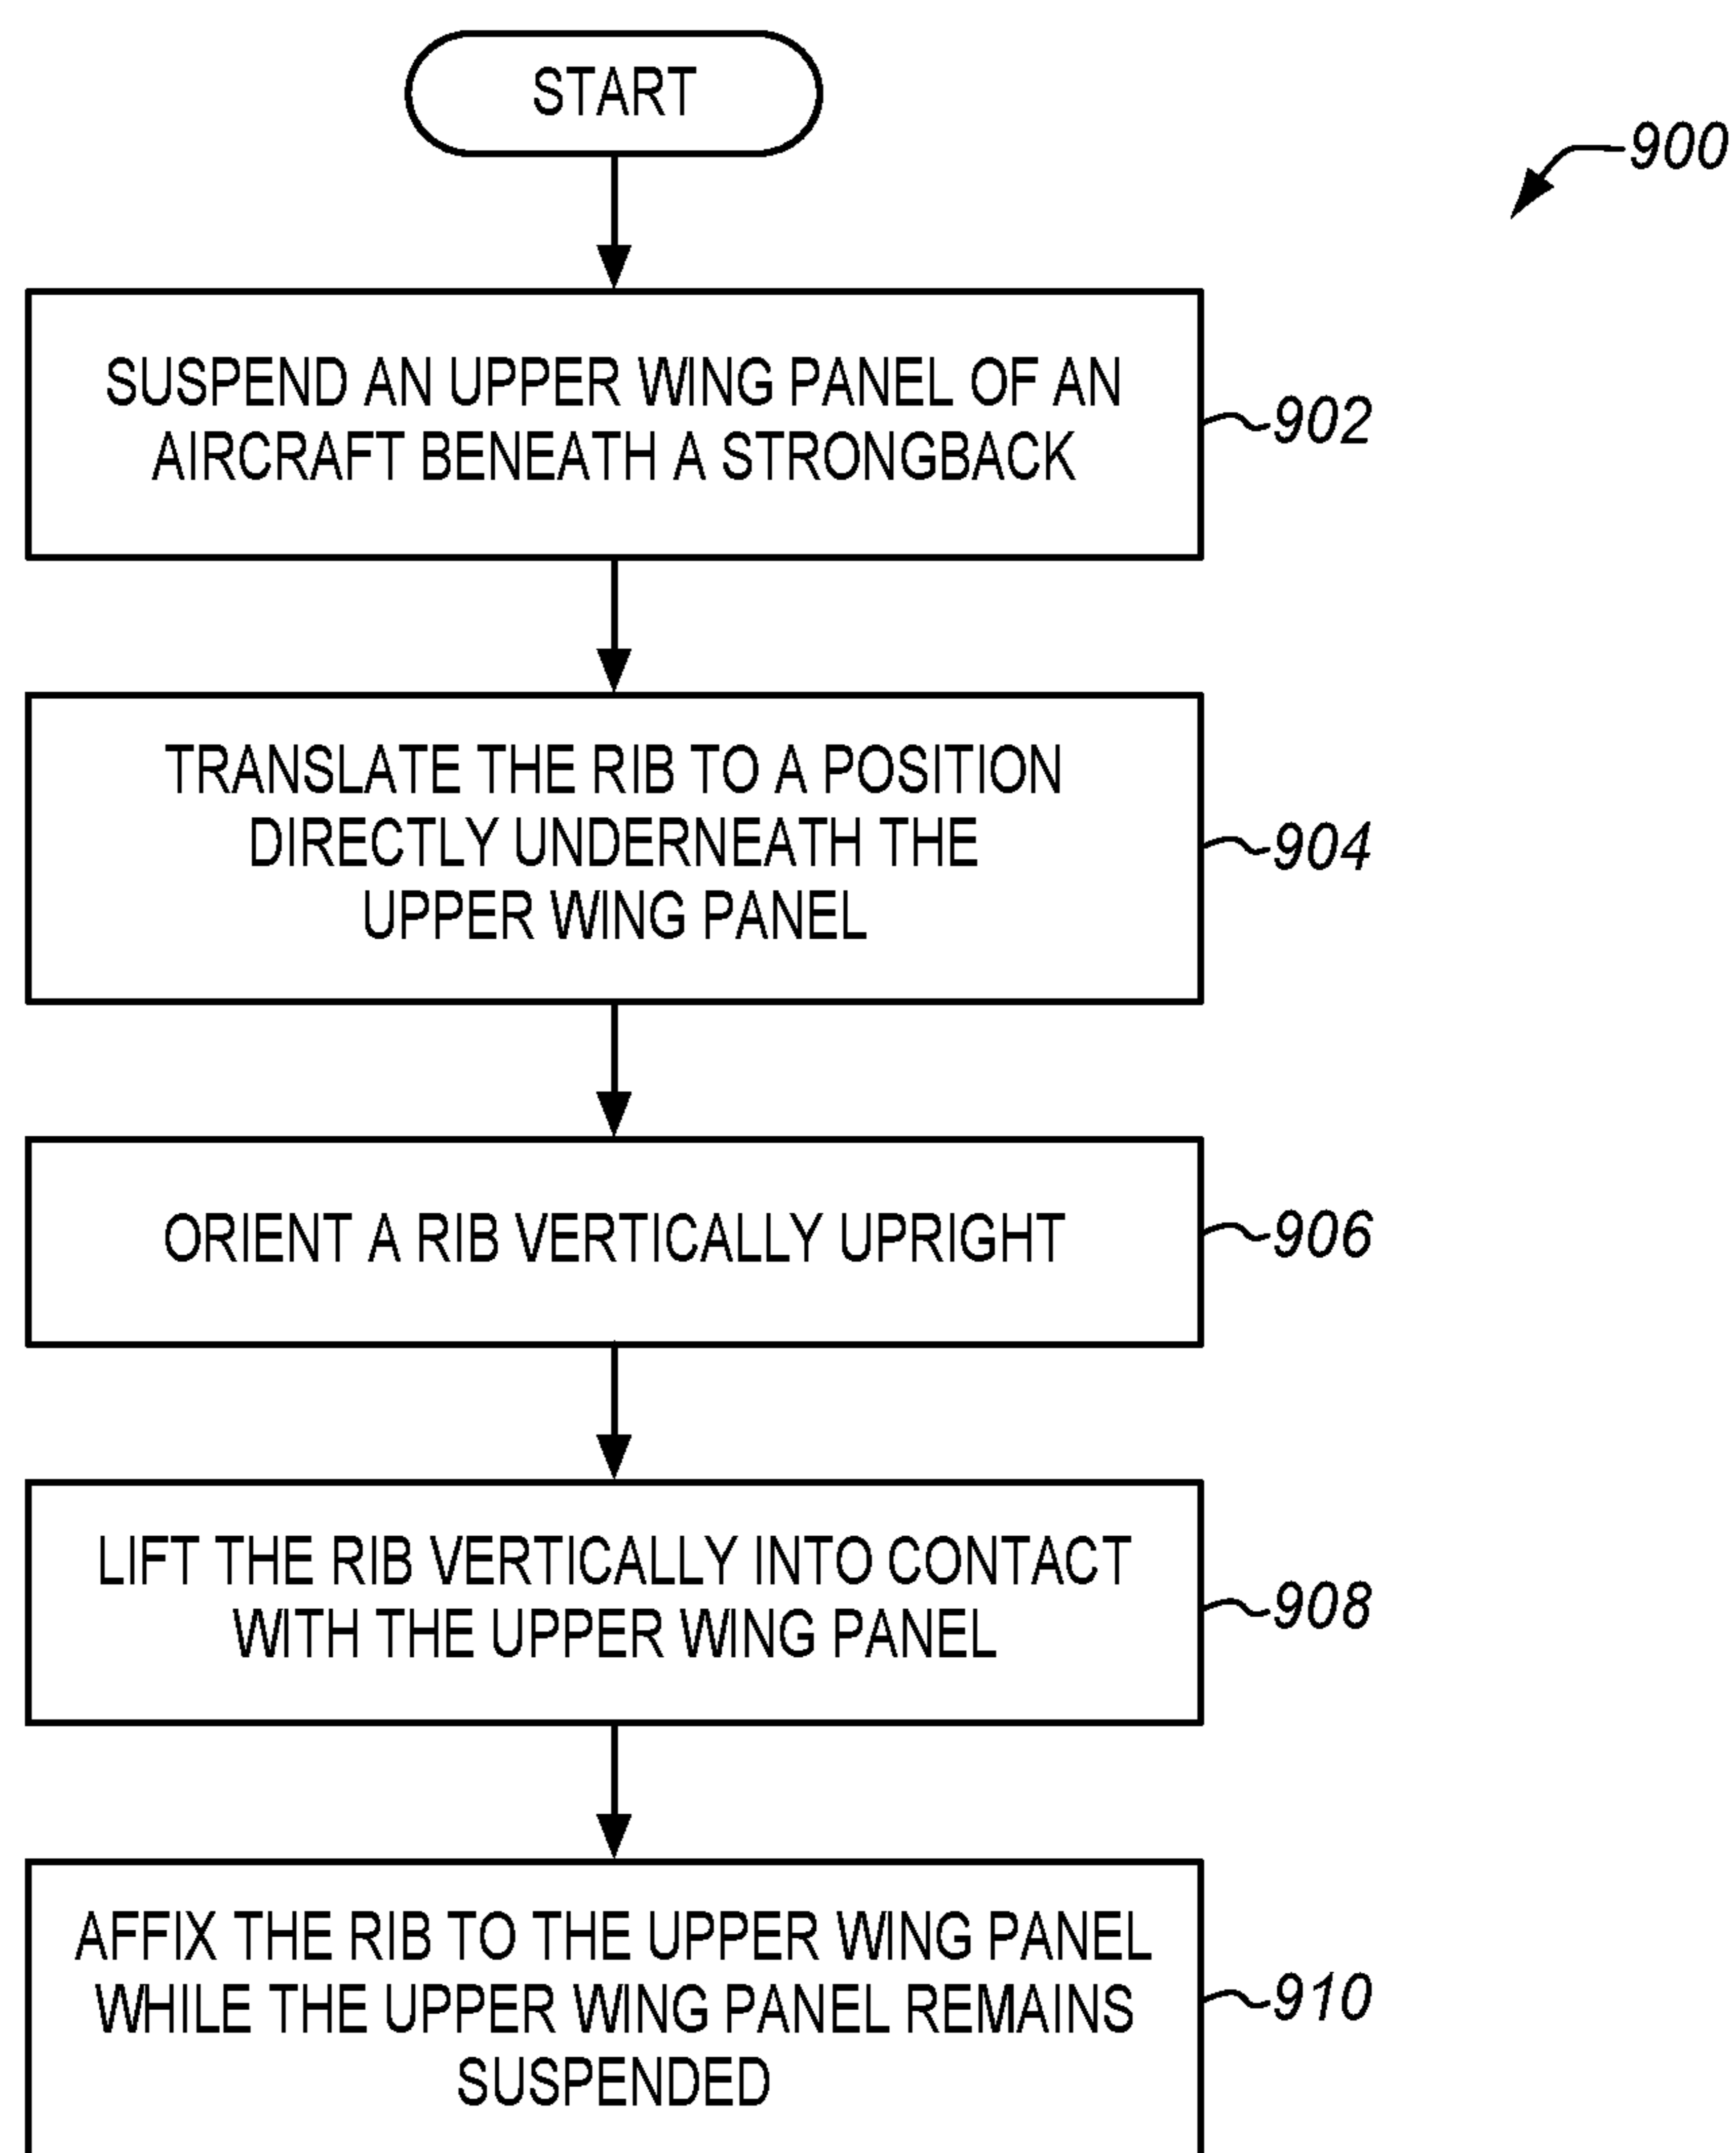 START
900
SUSPEND AN UPPER WING PANEL OF AN
AIRCRAFT BENEATH A STRONGBACK
902
TRANSLATE THE RIB TO A POSITION
DIRECTLY UNDERNEATH THE
UPPER WING PANEL
904
ORIENT A RIB VERTICALLY UPRIGHT
906
LIFT THE RIB VERTICALLY INTO CONTACT
WITH THE UPPER WING PANEL
908
AFFIX THE RIB TO THE UPPER WING PANEL
WHILE THE UPPER WING PANEL REMAINS
SUSPENDED
910